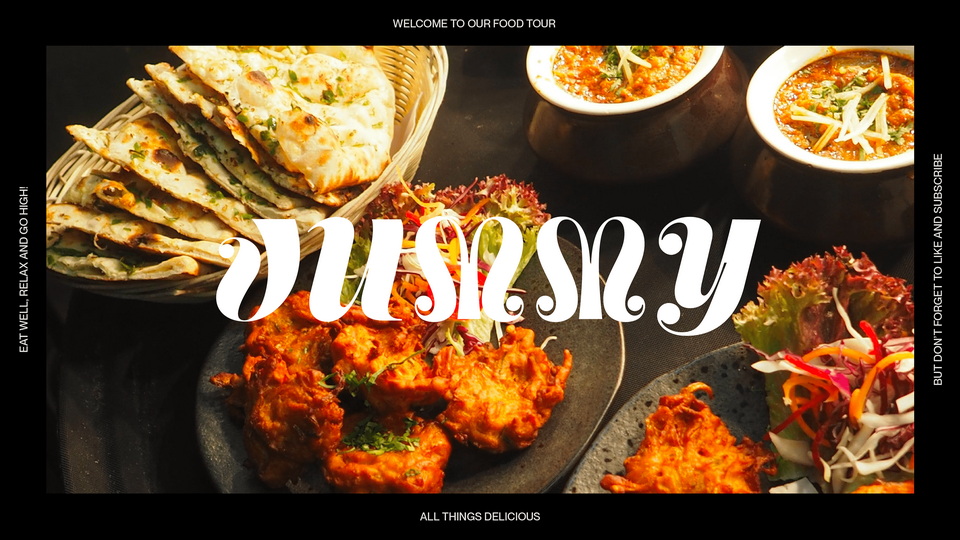 WELCOME TO OUR FOOD TOUR
EAT WELL, RELAX AND GO HIGH!
YUMMY
BUT DON'T FORGET TO LIKE AND SUBSCRIBE
ALL THINGS DELICIOUS